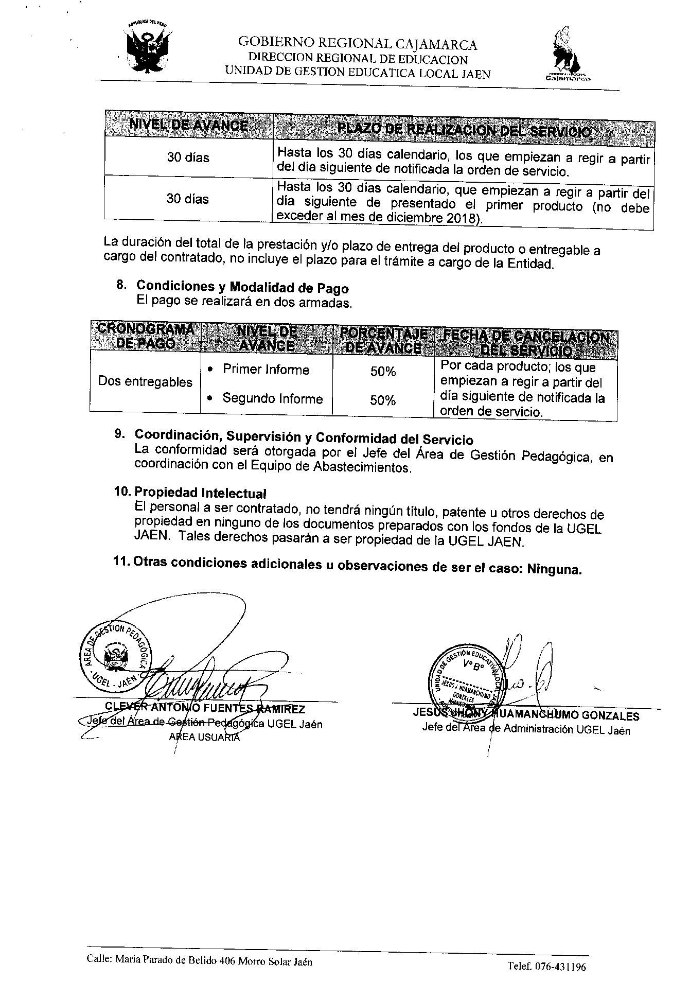 REPUBLICA DEL PERU
GOBIERNO REGIONAL CAJAMARCA
DIRECCION REGIONAL DE EDUCACION
UNIDAD DE GESTION EDUCATICA LOCAL JAEN
GOBIERNO REGIONAL
Cajamarca
NIVEL DE AVANCE PLAZO DE REALIZACION DEL SERVICIO
30 días
Hasta los 30 días calendario, los que empiezan a regir a partir
del día siguiente de notificada la orden de servicio.
30 días
Hasta los 30 días calendario, que empiezan a regir a partir del
día siguiente de presentado el primer producto (no debe
exceder al mes de diciembre 2018).
La duración del total de la prestación y/o plazo de entrega del producto o entregable a
cargo del contratado, no incluye el plazo para el trámite a cargo de la Entidad.
8. Condiciones y Modalidad de Pago
El pago se realizará en dos armadas.
CRONOGRAMA
DE PAGO
NIVEL DE
AVANCE
PORCENTAJE
DE AVANCE
FECHA DE CANCELACION
DEL SERVICIO
Dos entregables
• Primer Informe
• Segundo Informe
50%
50%
Por cada producto; los que
empiezan a regir a partir del
día siguiente de notificada la
orden de servicio.
9. Coordinación, Supervisión y Conformidad del Servicio
La conformidad será otorgada por el Jefe del Área de Gestión Pedagógica, en
coordinación con el Equipo de Abastecimientos.
10. Propiedad Intelectual
El personal a ser contratado, no tendrá ningún título, patente u otros derechos de
propiedad en ninguno de los documentos preparados con los fondos de la UGEL
JAEN. Tales derechos pasarán a ser propiedad de la UGEL JAEN.
11. Otras condiciones adicionales u observaciones de ser el caso: Ninguna.
AREA DE GESTION PEDAGOGICA
- UGEL - JAÉN -
CLEVER ANTONIO FUENTES RAMIREZ
Jefe del Área de Gestión Pedagógica UGEL Jaén
AREA USUARIA
UNIDAD DE GESTIÓN EDUCATIVA LOCAL JAEN
V° B°
JESÚS J. HUAMANCHUMO
GONZALES
JESUS JHONY HUAMANCHUMO GONZALES
Jefe del Área de Administración UGEL Jaén
Calle: Maria Parado de Belido 406 Morro Solar Jaén
Telef. 076-431196